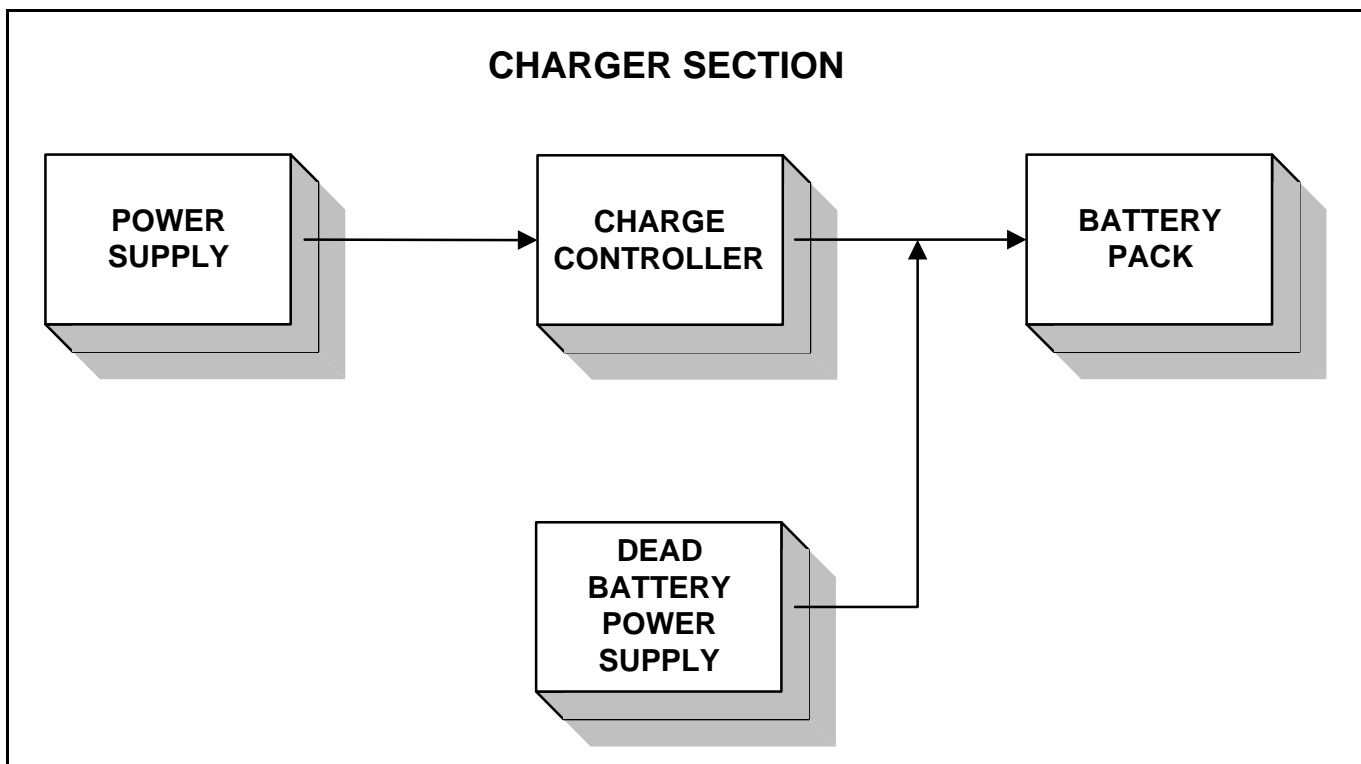 CHARGER SECTION
POWER
SUPPLY
CHARGE
CONTROLLER
BATTERY
PACK
DEAD
BATTERY
POWER
SUPPLY